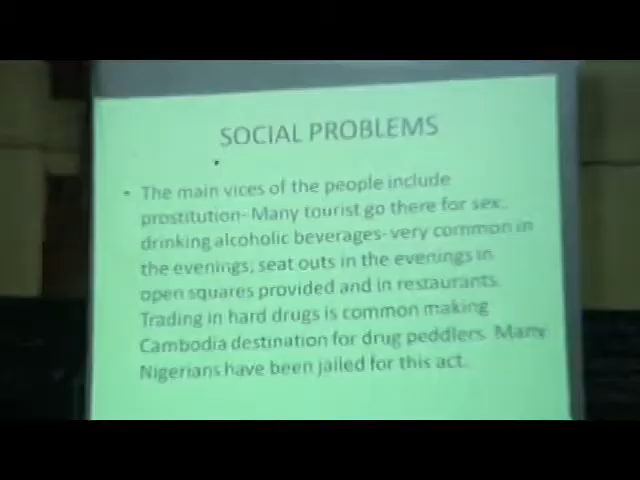 SOCIAL PROBLEMS
• The main vices of the people include
prostitution- Many tourist go there for sex,
drinking alcoholic beverages- very common in
the evenings, seat outs in the evenings in
open squares provided and in restaurants.
Trading in hard drugs is common making
Cambodia destination for drug peddlers. Many
Nigerians have been jailed for this act.